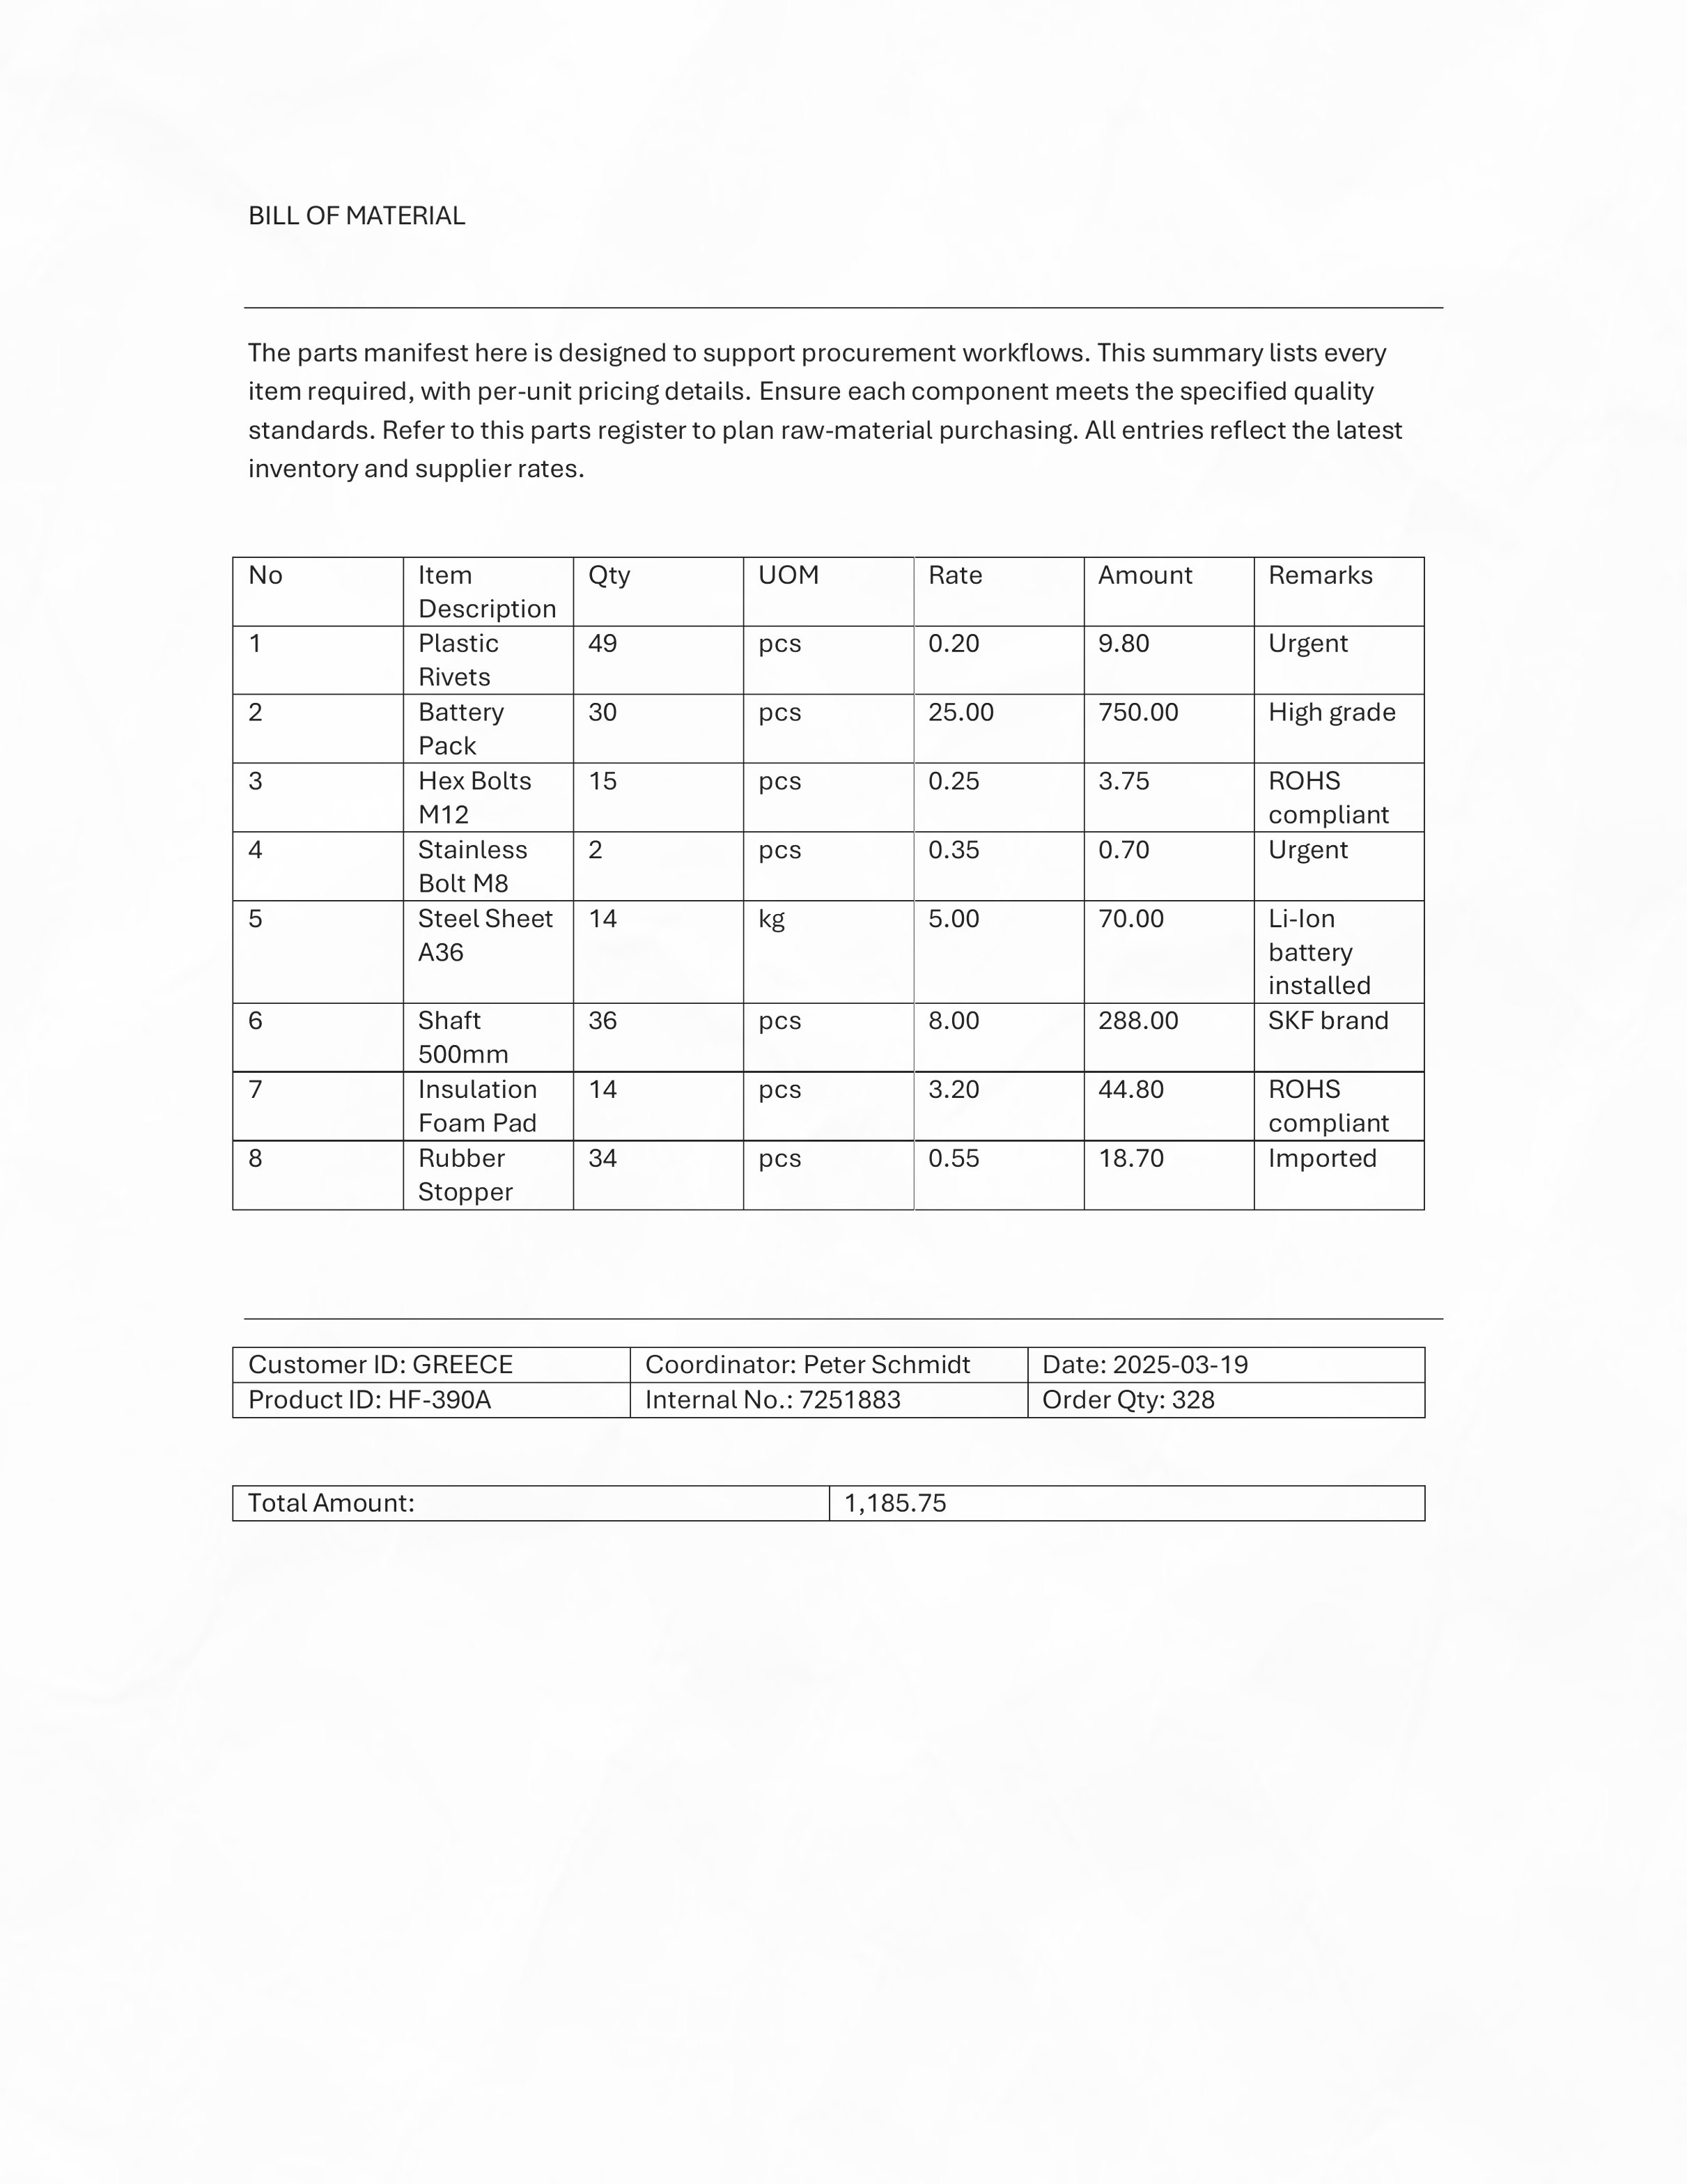 BILL OF MATERIAL
The parts manifest here is designed to support procurement workflows. This summary lists every
item required, with per-unit pricing details. Ensure each component meets the specified quality
standards. Refer to this parts register to plan raw-material purchasing. All entries reflect the latest
inventory and supplier rates.
No Item Description Qty UOM Rate Amount Remarks
1 Plastic Rivets 49 pcs 0.20 9.80 Urgent
2 Battery Pack 30 pcs 25.00 750.00 High grade
3 Hex Bolts M12 15 pcs 0.25 3.75 ROHS compliant
4 Stainless Bolt M8 2 pcs 0.35 0.70 Urgent
5 Steel Sheet A36 14 kg 5.00 70.00 Li-Ion battery installed
6 Shaft 500mm 36 pcs 8.00 288.00 SKF brand
7 Insulation Foam Pad 14 pcs 3.20 44.80 ROHS compliant
8 Rubber Stopper 34 pcs 0.55 18.70 Imported
Customer ID: GREECE Coordinator: Peter Schmidt Date: 2025-03-19
Product ID: HF-390A Internal No.: 7251883 Order Qty: 328
Total Amount: 1,185.75